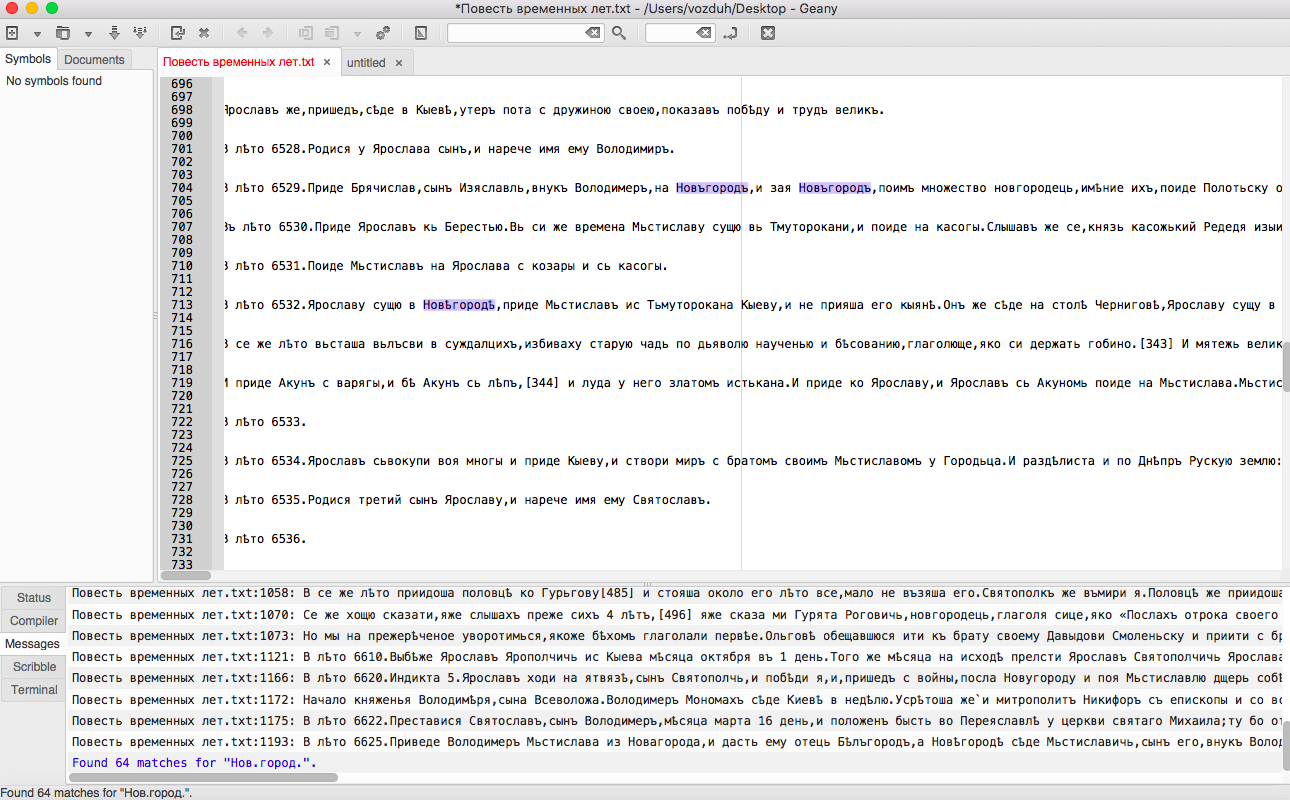 *Повесть временных лет.txt - /Users/vozduh/Desktop - Geany
Symbols
Documents
No symbols found
Повесть временных лет.txt ×
untitled ×
696
697
698 Ярославъ же,пришедъ,сѣде в Кыевѣ,утеръ пота с дружиною своею,показавъ побѣду и трудъ великъ.
699
700
701 В лѣто 6528.Родися у Ярослава сынъ,и нарече имя ему Володимиръ.
702
703
704 В лѣто 6529.Приде Брячислав,сынъ Изяславль,внукъ Володимеръ,на Новъгородъ,и зая Новъгородъ,поимъ множество новгородець,имѣние ихъ,поиде Полотьску о
705
706
707 Въ лѣто 6530.Приде Ярославъ кь Берестью.Вь си же времена Мьстиславу сущю вь Тмуторокани,и поиде на касогы.Слышавъ же се,князь касожький Редедя изыи
708
709
710 В лѣто 6531.Поиде Мьстиславъ на Ярослава с козары и сь касогы.
711
712
713 В лѣто 6532.Ярославу сущю в Новѣгородѣ,приде Мьстиславъ ис Тьмуторокана Кыеву,и не прияша его кыянѣ.Онъ же сѣде на столѣ Черниговѣ,Ярославу сущу в
714
715
716 В се же лѣто въсташа вълъсви в суждалцихъ,избиваху старую чадь по дьяволю наученью и бѣсованию,глаголюще,яко си держать гобино.[343] И мятежь велик
717
718
719 И приде Акунъ с варягы,и бѣ Акунъ сь лѣпъ,[344] и луда у него златомъ истькана.И приде ко Ярославу,и Ярославъ сь Акуномь поиде на Мьстислава.Мьстис
720
721
722 В лѣто 6533.
723
724
725 В лѣто 6534.Ярославъ сьвокупи воя многы и приде Кыеву,и створи миръ с братомъ своимъ Мьстиславомъ у Городьца.И раздѣлиста и по Днѣпръ Рускую землю:
726
727
728 В лѣто 6535.Родися третий сынъ Ярославу,и нарече имя ему Святославъ.
729
730
731 В лѣто 6536.
732
733
Status
Compiler
Messages
Scribble
Terminal
Повесть временных лет.txt:1058: В се же лѣто приидоша половцѣ ко Гурьгову[485] и стояша около его лѣто все,мало не възяша его.Святополкъ же въмири я.Половцѣ же приидоша
Повесть временных лет.txt:1070: Се же хощю сказати,яже слышахъ преже сихъ 4 лѣтъ,[496] яже сказа ми Гурята Роговичь,новгородець,глаголя сице,яко «Послахъ отрока своего
Повесть временных лет.txt:1073: Но мы на прежерѣченое уворотимься,якоже бѣхомъ глаголали первѣе.Ольговѣ обещавшюся ити къ брату своему Давыдови Смоленьску и приити с бр
Повесть временных лет.txt:1121: В лѣто 6610.Выбѣже Ярославъ Ярополчичь ис Кыева мѣсяца октября въ 1 день.Того же мѣсяца на исходѣ прелсти Ярославъ Святополчичь Ярослава
Повесть временных лет.txt:1166: В лѣто 6620.Индикта 5.Ярославъ ходи на ятвязѣ,сынъ Святополчь,и побѣди я,и,пришедъ с войны,посла Новугороду и поя Мьстиславлю дщерь собѣ
Повесть временных лет.txt:1172: Начало княженья Володимѣря,сына Всеволожа.Володимеръ Мономахъ сѣде Киевѣ в недѣлю.Усрѣтоша же`и митрополитъ Никифоръ съ епископы и со вс
Повесть временных лет.txt:1175: В лѣто 6622.Преставися Святославъ,сынъ Володимеръ,мѣсяца марта 16 день,и положенъ бысть во Переяславлѣ у церкви святаго Михаила;ту бо от
Повесть временных лет.txt:1193: В лѣто 6625.Приведе Володимеръ Мьстислава из Новагорода,и дасть ему отець Бѣлъгородъ,а Новѣгородѣ сѣде Мьстиславичь,сынъ его,внукъ Волод
Found 64 matches for "Нов.город.".
Found 64 matches for "Нов.город.".